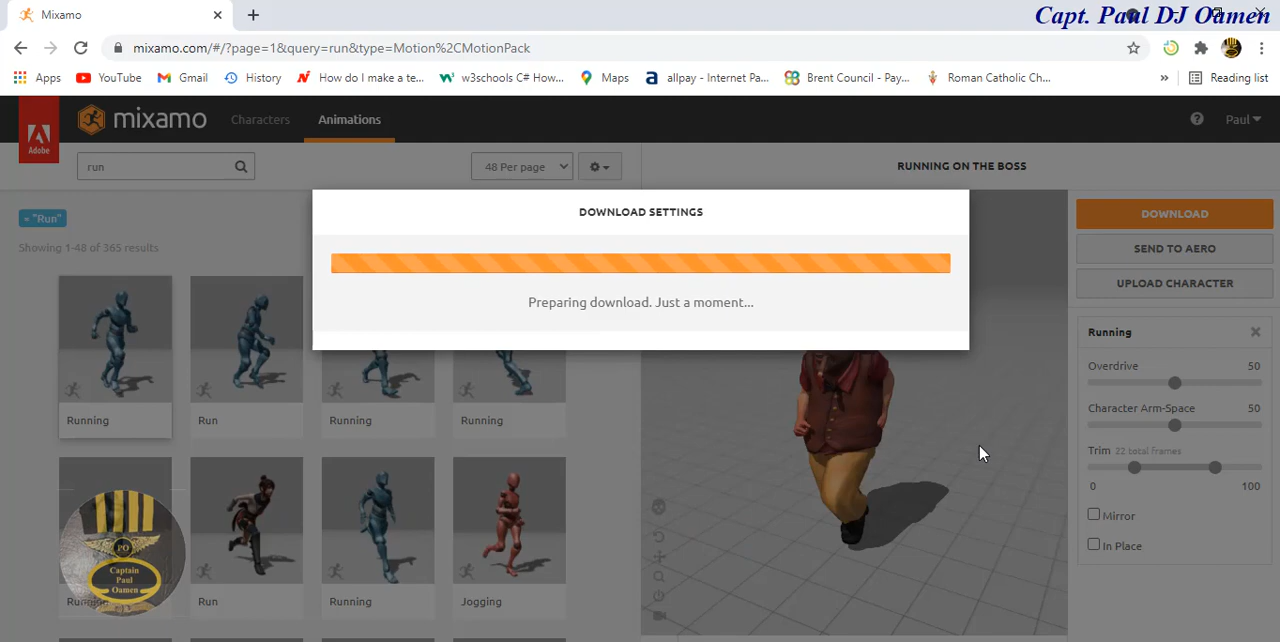 Mixamo
Capt. Paul DJ Oamen
mixamo.com/#/?page=1&query=run&type=Motion%2CMotionPack
Apps YouTube Gmail History How do I make a te... w3schools C# How... Maps allpay - Internet Pa... Brent Council - Pay... Roman Catholic Ch... » Reading list
Adobe
mixamo Characters Animations Paul
run 48 Per page RUNNING ON THE BOSS
= "Run"
Showing 1-48 of 365 results
DOWNLOAD SETTINGS
Preparing download. Just a moment...
DOWNLOAD
SEND TO AERO
UPLOAD CHARACTER
Running
Overdrive 50
Character Arm-Space 50
Trim 22 total frames
0 100
Mirror
In Place
Running Run Running Running
PO
Captain
Paul
Oamen
Run Running Jogging